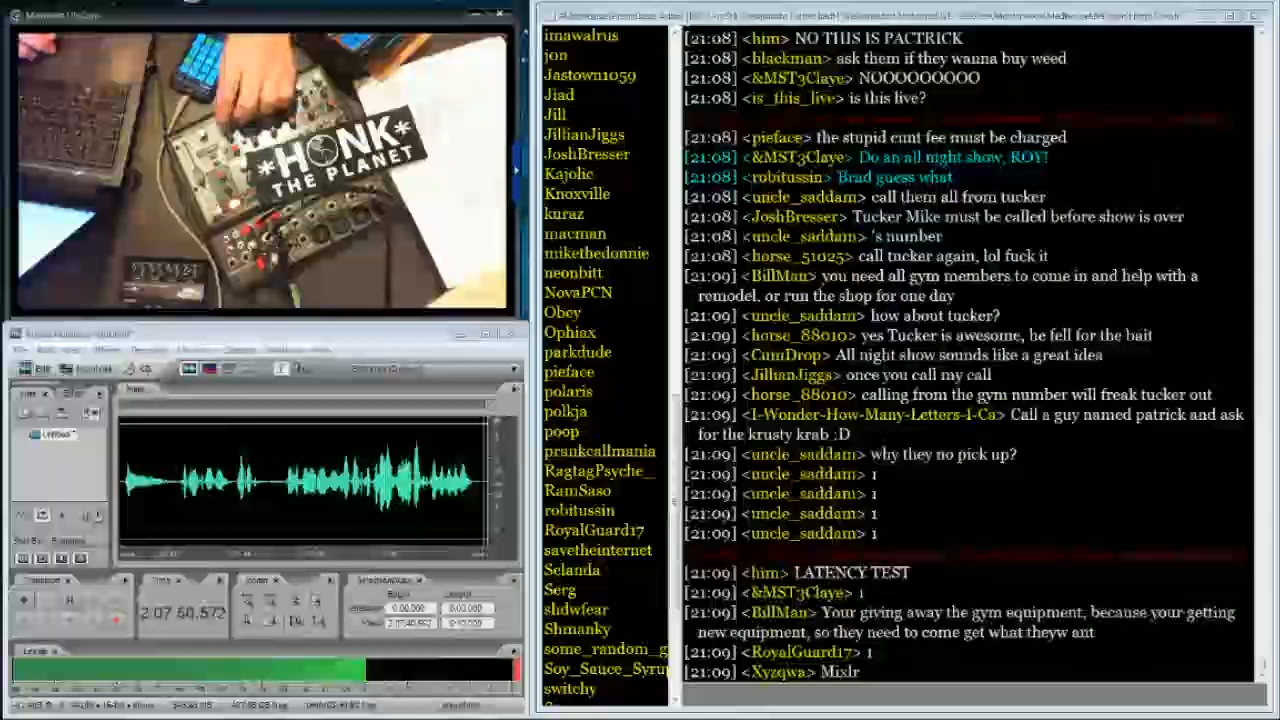 *HONK*
THE PLANET
2:07:50.572
imawalrus
jon
Jastown1059
Jiad
Jill
JillianJiggs
JoshBresser
Kajolic
Knoxville
kuraz
macman
mikethedonnie
neonbitt
NovaPCN
Obey
Ophiax
parkdude
pieface
polaris
polkja
poop
prankcallmania
RagtagPsyche_
RamSaso
robitussin
RoyalGuard17
savetheinternet
Selanda
Serg
slidwfear
Shmanky
some_random_g
Soy_Sauce_Syru
switchy
[21:08] <him> NO THIS IS PACTRICK
[21:08] <blackman> ask them if they wanna buy weed
[21:08] <&MST3Claye> NOOOOOOOOO
[21:08] <is_this_live> is this live?
[21:08] <pieface> the stupid cunt fee must be charged
[21:08] <&MST3Claye> Do an all night show, ROY!
[21:08] <robitussin> Brad guess what
[21:08] <uncle_saddam> call them all from tucker
[21:08] <JoshBresser> Tucker Mike must be called before show is over
[21:08] <uncle_saddam> 's number
[21:08] <horse_51025> call tucker again, lol fuck it
[21:09] <BillMan> you need all gym members to come in and help with a
remodel, or run the shop for one day
[21:09] <uncle_saddam> how about tucker?
[21:09] <horse_88010> yes Tucker is awesome, he fell for the bait
[21:09] <CumDrop> All night show sounds like a great idea
[21:09] <JillianJiggs> once you call my call
[21:09] <horse_88010> calling from the gym number will freak tucker out
[21:09] <I-Wonder-How-Many-Letters-I-Ca> Call a guy named patrick and ask
for the krusty krab :D
[21:09] <uncle_saddam> why they no pick up?
[21:09] <uncle_saddam> 1
[21:09] <uncle_saddam> 1
[21:09] <uncle_saddam> 1
[21:09] <uncle_saddam> 1
[21:09] <him> LATENCY TEST
[21:09] <&MST3Claye> 1
[21:09] <BillMan> Your giving away the gym equipment, because your getting
new equipment, so they need to come get what theyw ant
[21:09] <RoyalGuard17> 1
[21:09] <Xyzqwa> Mixlr